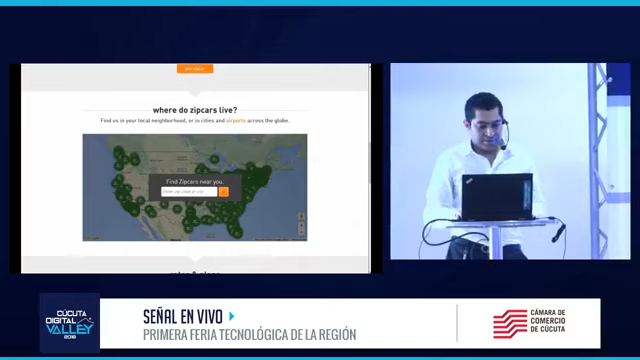 where do zipcars live?
Find us in your local neighborhood, or in cities and airports across the globe.
Find Zipcars near you.
CÚCUTA
DIGITAL
VALLEY
2018
SEÑAL EN VIVO
PRIMERA FERIA TECNOLÓGICA DE LA REGIÓN
CÁMARA DE
COMERCIO
DE CÚCUTA